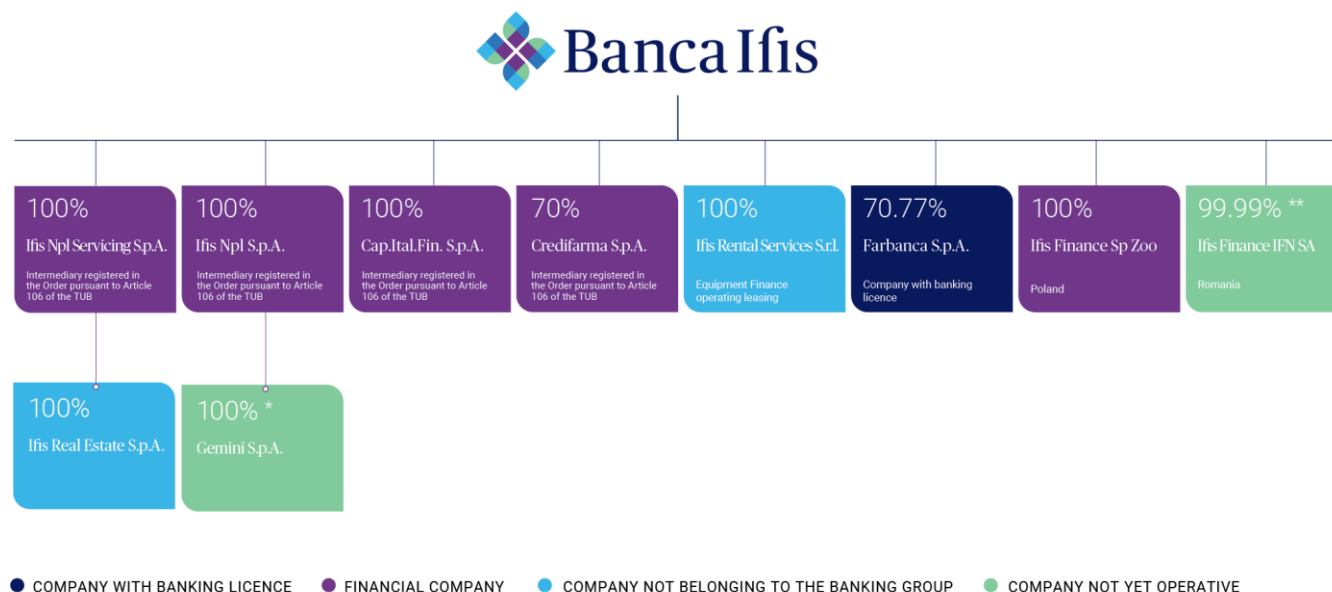 Banca Ifis
100%
Ifis Npl Servicing S.p.A.
Intermediary registered in
the Order pursuant to Article
106 of the TUB
100%
Ifis Npl S.p.A.
Intermediary registered in
the Order pursuant to Article
106 of the TUB
100%
Cap.Ital.Fin. S.p.A.
Intermediary registered in
the Order pursuant to Article
106 of the TUB
70%
Credifarma S.p.A.
Intermediary registered in
the Order pursuant to Article
106 of the TUB
100%
Ifis Rental Services S.r.l.
Equipment Finance
operating leasing
70.77%
Farbanca S.p.A.
Company with banking
licence
100%
Ifis Finance Sp Zoo
Poland
99.99% **
Ifis Finance IFN SA
Romania
100%
Ifis Real Estate S.p.A.
100% *
Gemini S.p.A.
COMPANY WITH BANKING LICENCE
FINANCIAL COMPANY
COMPANY NOT BELONGING TO THE BANKING GROUP
COMPANY NOT YET OPERATIVE